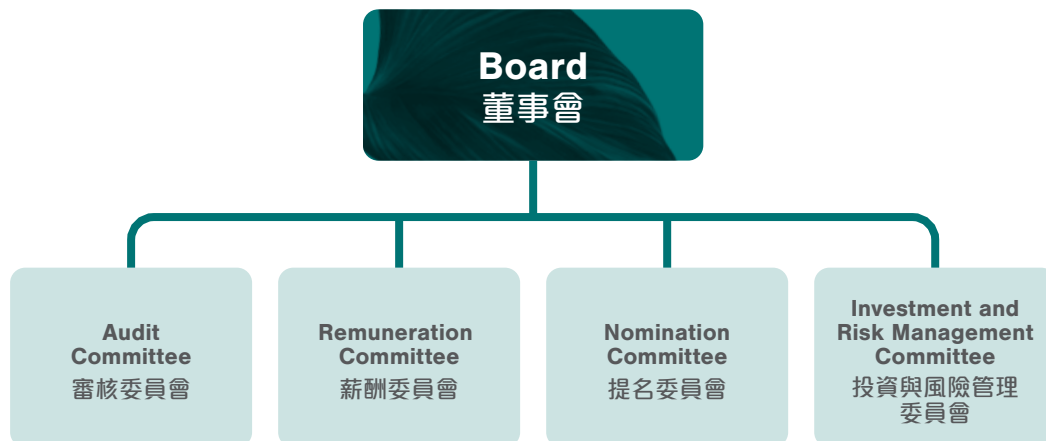 Board
董事會
Audit
Committee
審核委員會
Remuneration
Committee
薪酬委員會
Nomination
Committee
提名委員會
Investment and
Risk Management
Committee
投資與風險管理
委員會